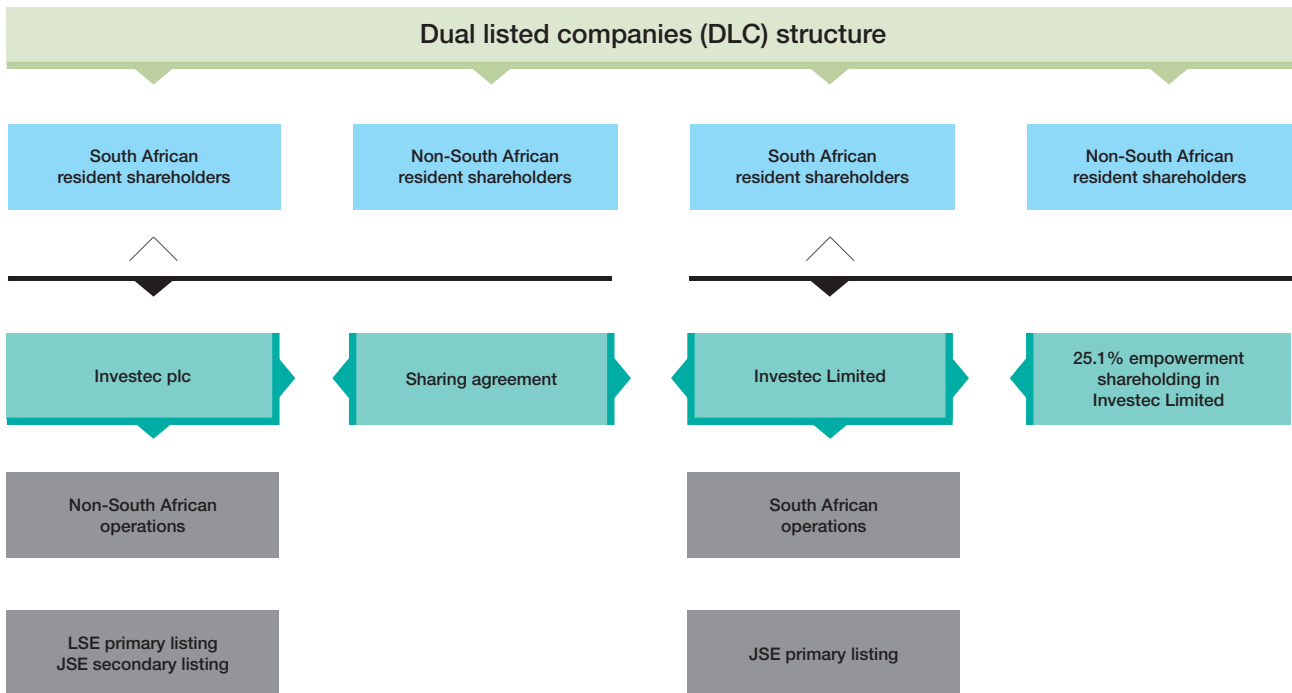 Dual listed companies (DLC) structure
South African
resident shareholders
Non-South African
resident shareholders
South African
resident shareholders
Non-South African
resident shareholders
Investec plc
Sharing agreement
Investec Limited
25.1% empowerment
shareholding in
Investec Limited
Non-South African
operations
South African
operations
LSE primary listing
JSE secondary listing
JSE primary listing